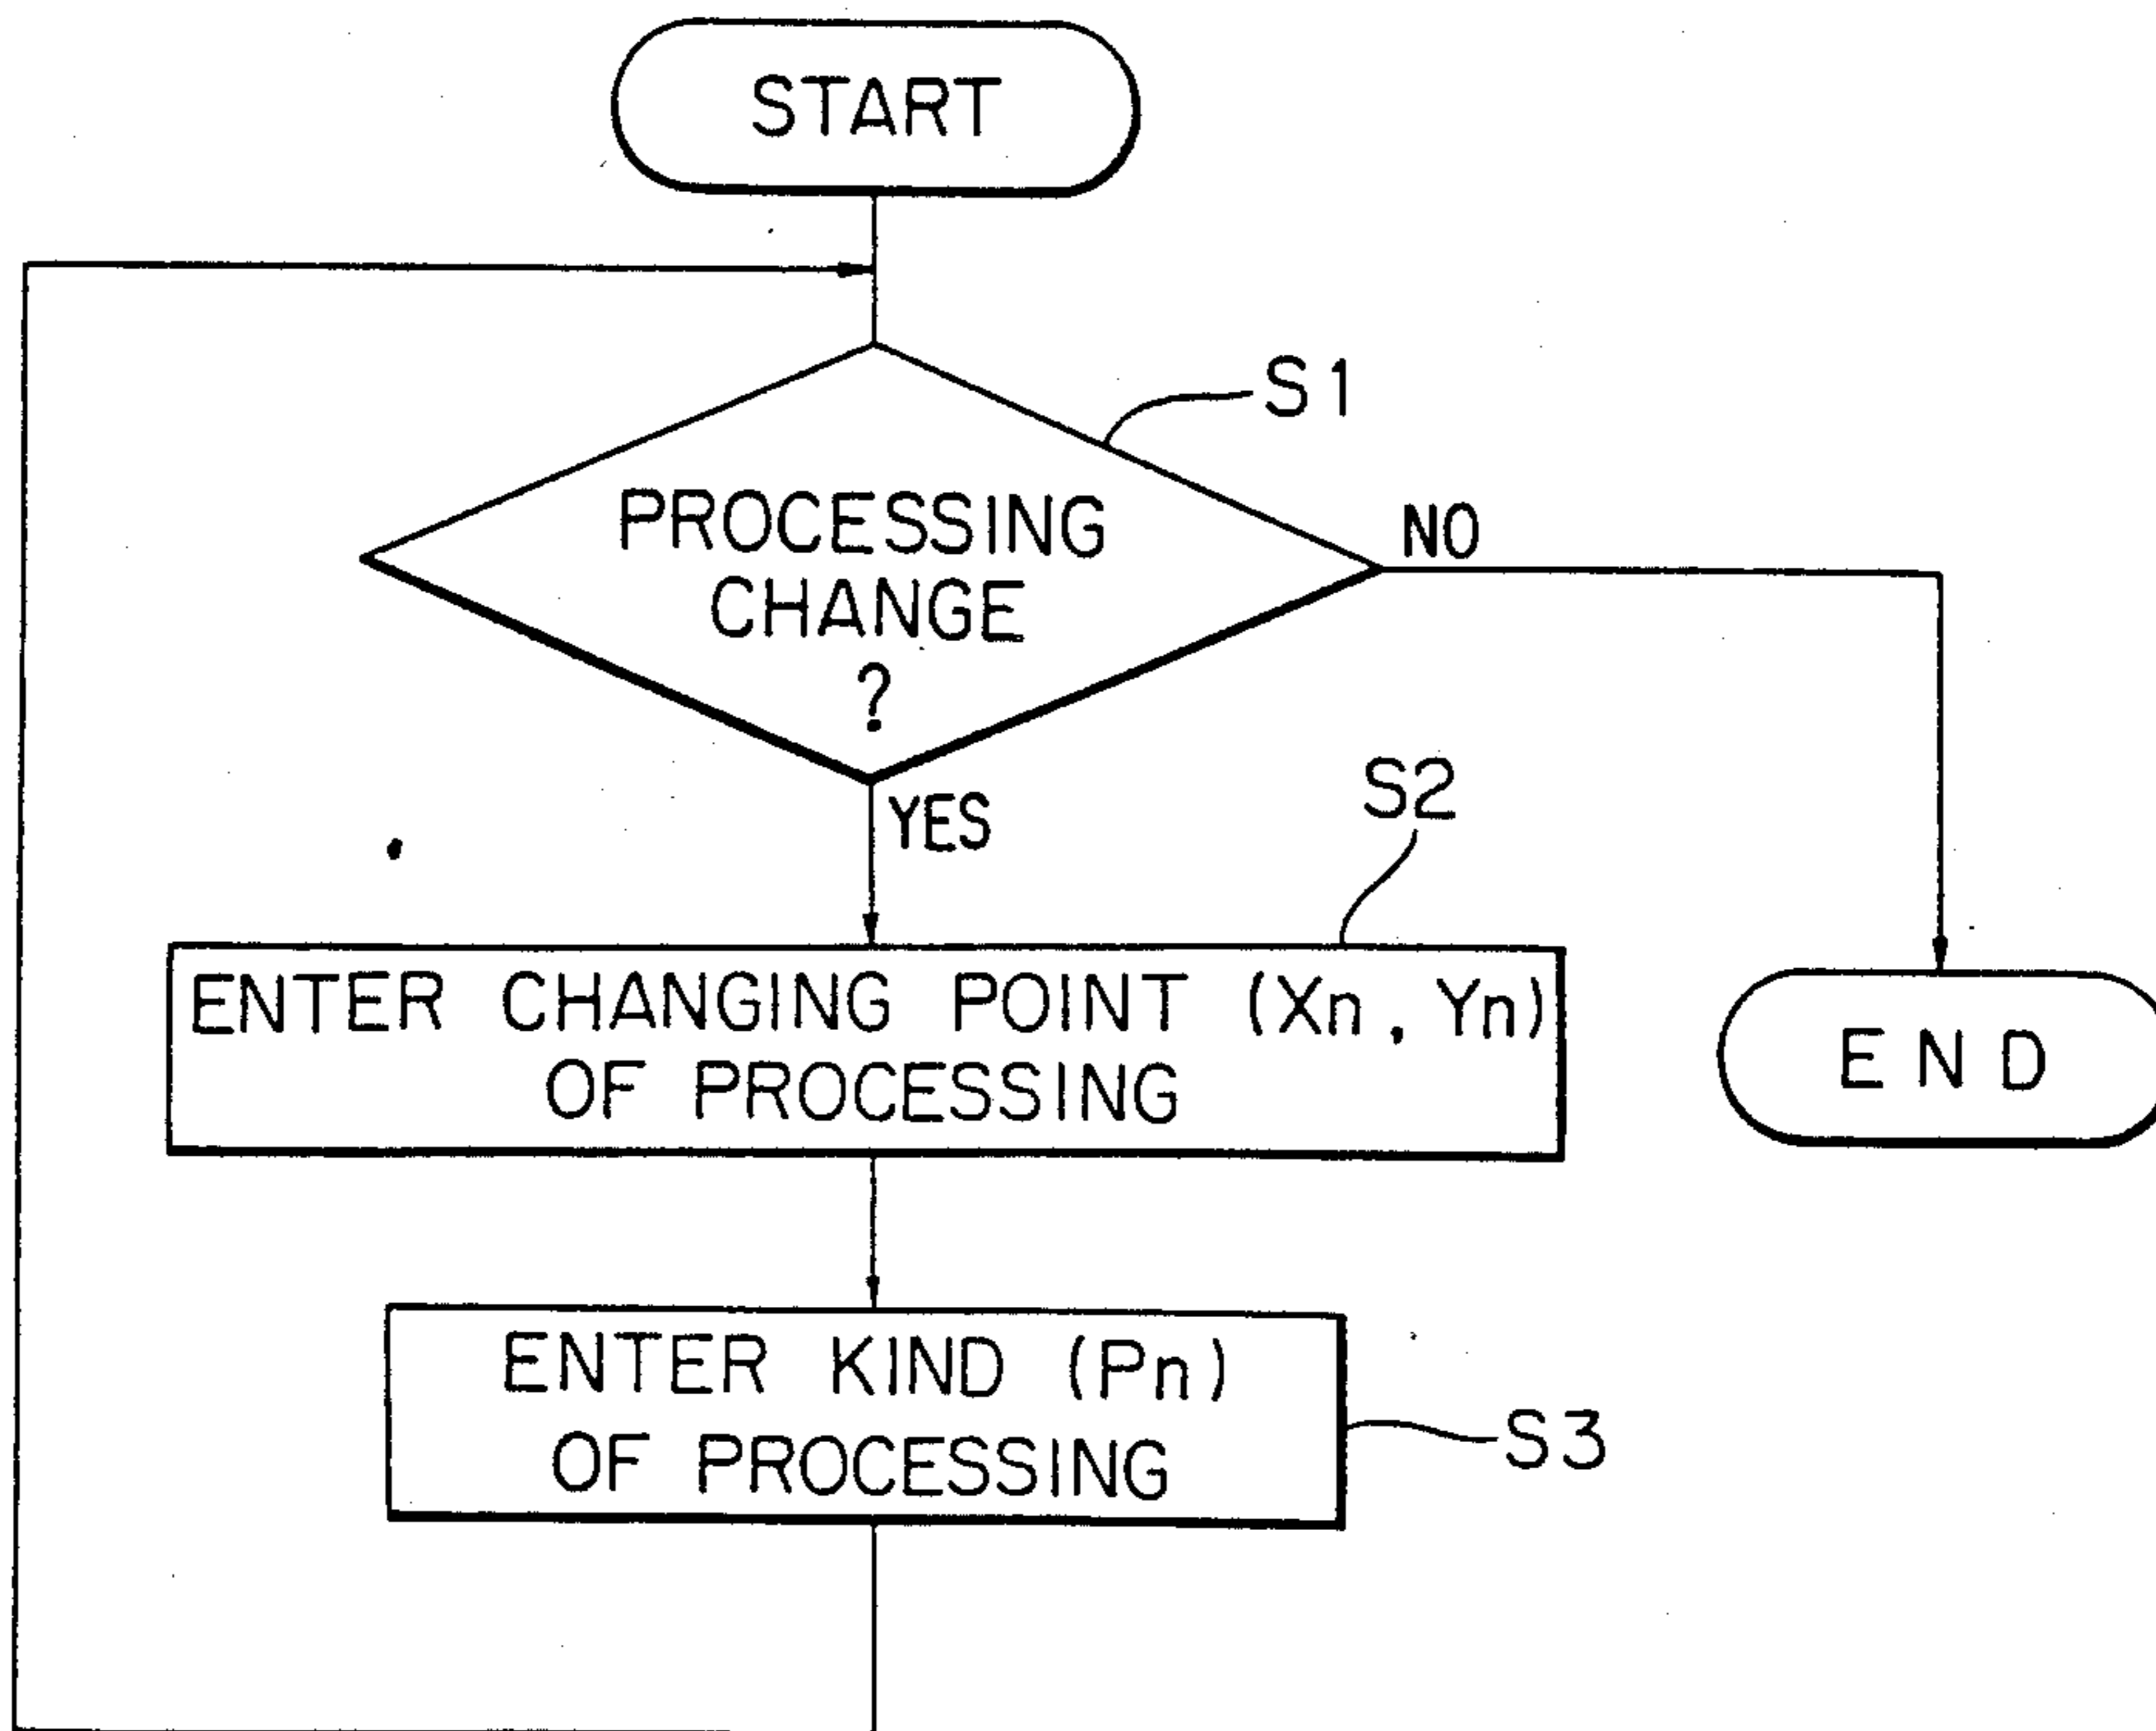 START
S1
PROCESSING
CHANGE
?
NO
YES
S2
ENTER CHANGING POINT (Xn, Yn)
OF PROCESSING
END
ENTER KIND (Pn)
OF PROCESSING
S3